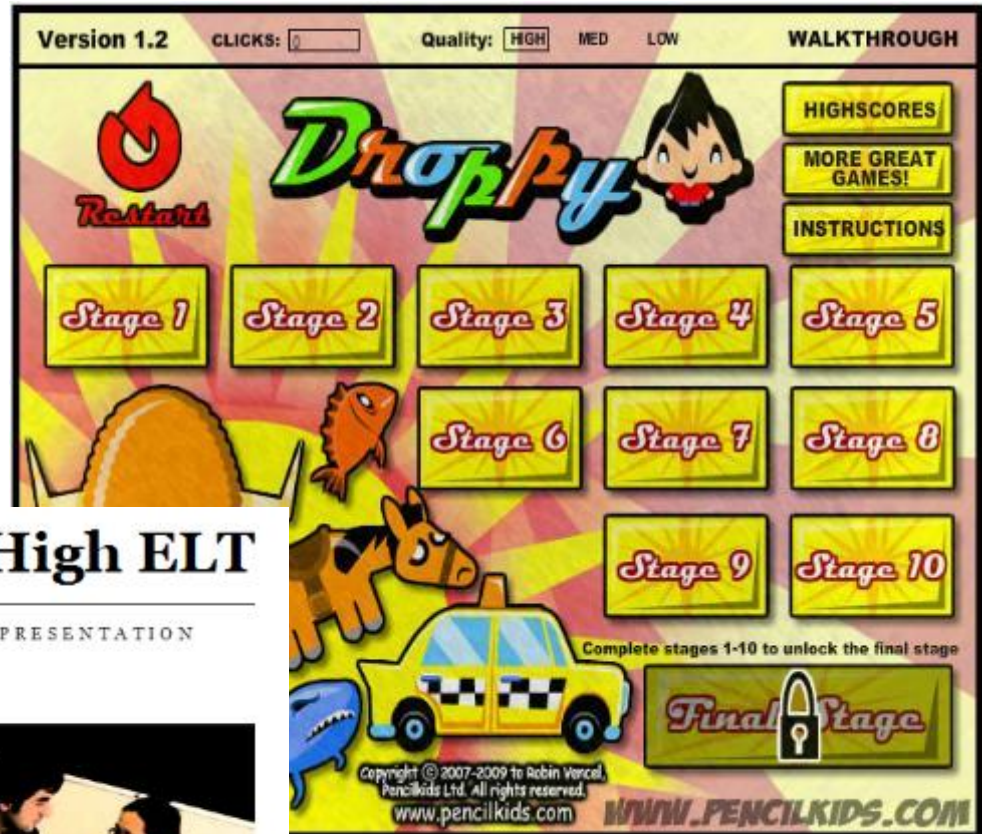 Version 1.2 CLICKS: 0 Quality: HIGH MED LOW WALKTHROUGH
Restart
Droppy
HIGHSCORES
MORE GREAT
GAMES!
INSTRUCTIONS
Stage 1 Stage 2 Stage 3 Stage 4 Stage 5
Stage 6 Stage 7 Stage 8
Stage 9 Stage 10
Complete stages 1-10 to unlock the final stage
Final Stage
Copyright © 2007-2009 to Robin Vencel,
Pencilkids Ltd. All rights reserved.
www.pencilkids.com
WWW.PENCILKIDS.COM
High ELT
PRESENTATION